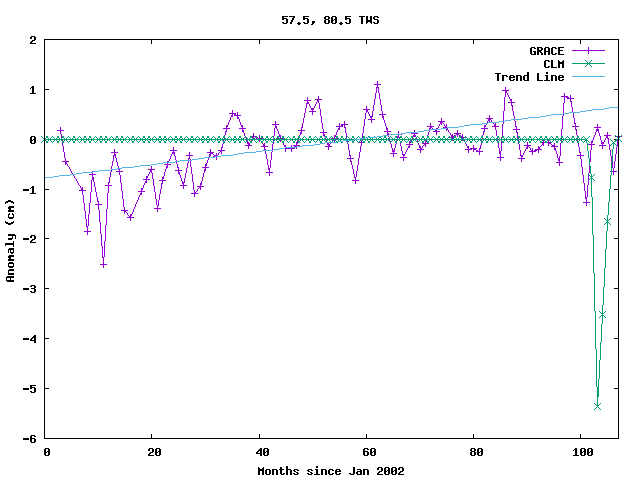 57.5, 80.5 TWS
GRACE
CLM
Trend Line
2
1
0
-1
-2
-3
-4
-5
-6
Anomaly (cm)
0 20 40 60 80 100
Months since Jan 2002